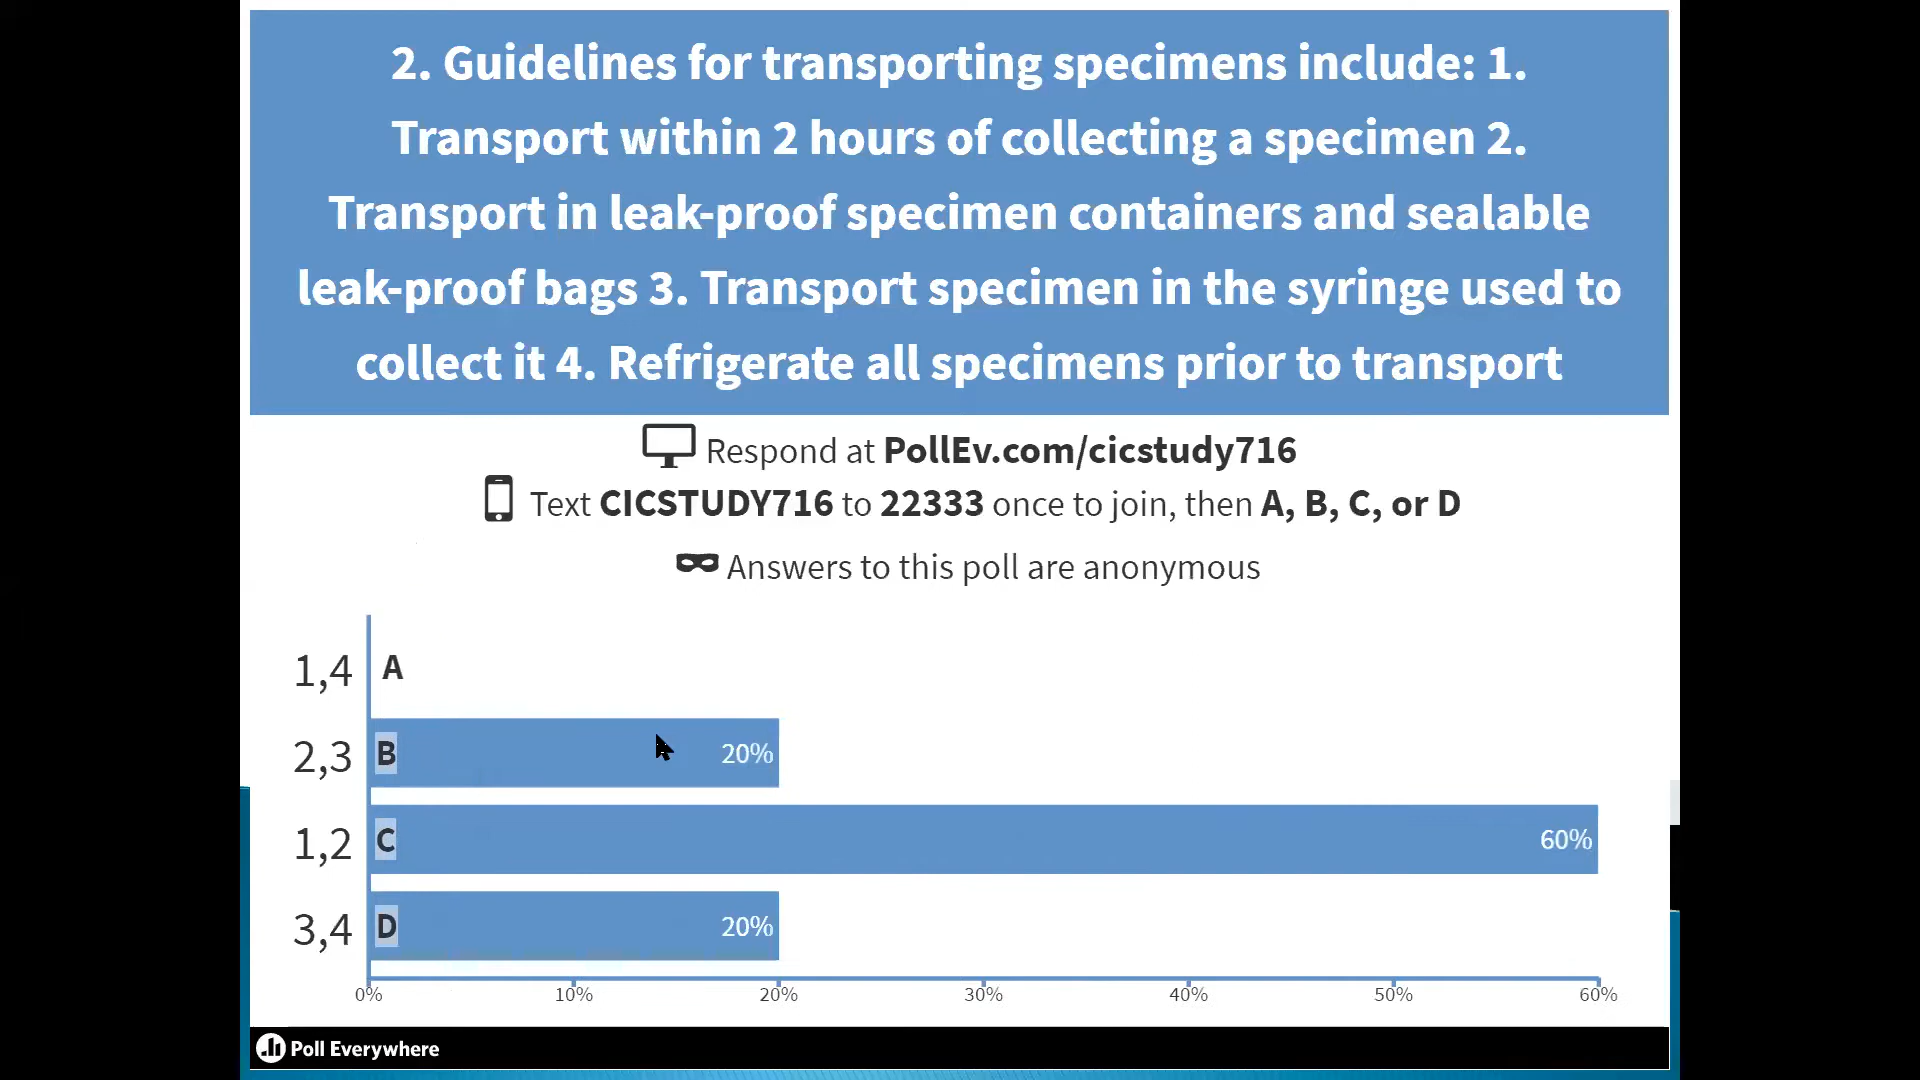 2. Guidelines for transporting specimens include: 1.
Transport within 2 hours of collecting a specimen 2.
Transport in leak-proof specimen containers and sealable
leak-proof bags 3. Transport specimen in the syringe used to
collect it 4. Refrigerate all specimens prior to transport
Respond at PollEv.com/cicstudy716
Text CICSTUDY716 to 22333 once to join, then A, B, C, or D
Answers to this poll are anonymous
1,4 A
2,3 B 20%
1,2 C 60%
3,4 D 20%
0% 10% 20% 30% 40% 50% 60%
Poll Everywhere